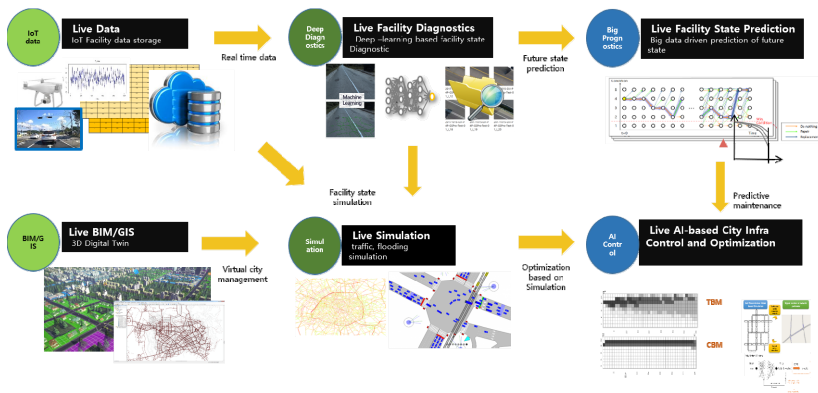 IoT
data
Live Data
IoT Facility data storage
Real time data
Deep
Diagn
ostics
Live Facility Diagnostics
Deep -learning based facility state
Diagnostic
Future state
prediction
Big
Progn
ostics
Live Facility State Prediction
Big data driven prediction of future
state
Machine
Learning
Facility state
simulation
Predictive
maintenance
BIM/G
IS
Live BIM/GIS
3D Digital Twin
Virtual city
management
Simul
ation
Live Simulation
traffic, flooding
simulation
Optimization
based on
Simulation
AI
Contr
ol
Live AI-based City Infra
Control and Optimization
TBM
CBM